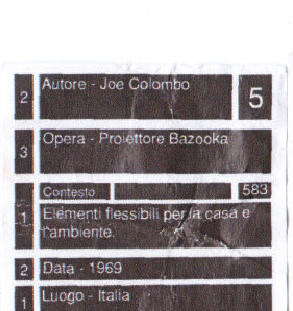 2 Autore - Joe Colombo 5
3 Opera - Proiettore Bazooka
Contesto 583
1 Elementi flessibili per la casa e
l'ambiente.
2 Data - 1969
1 Luogo - Italia